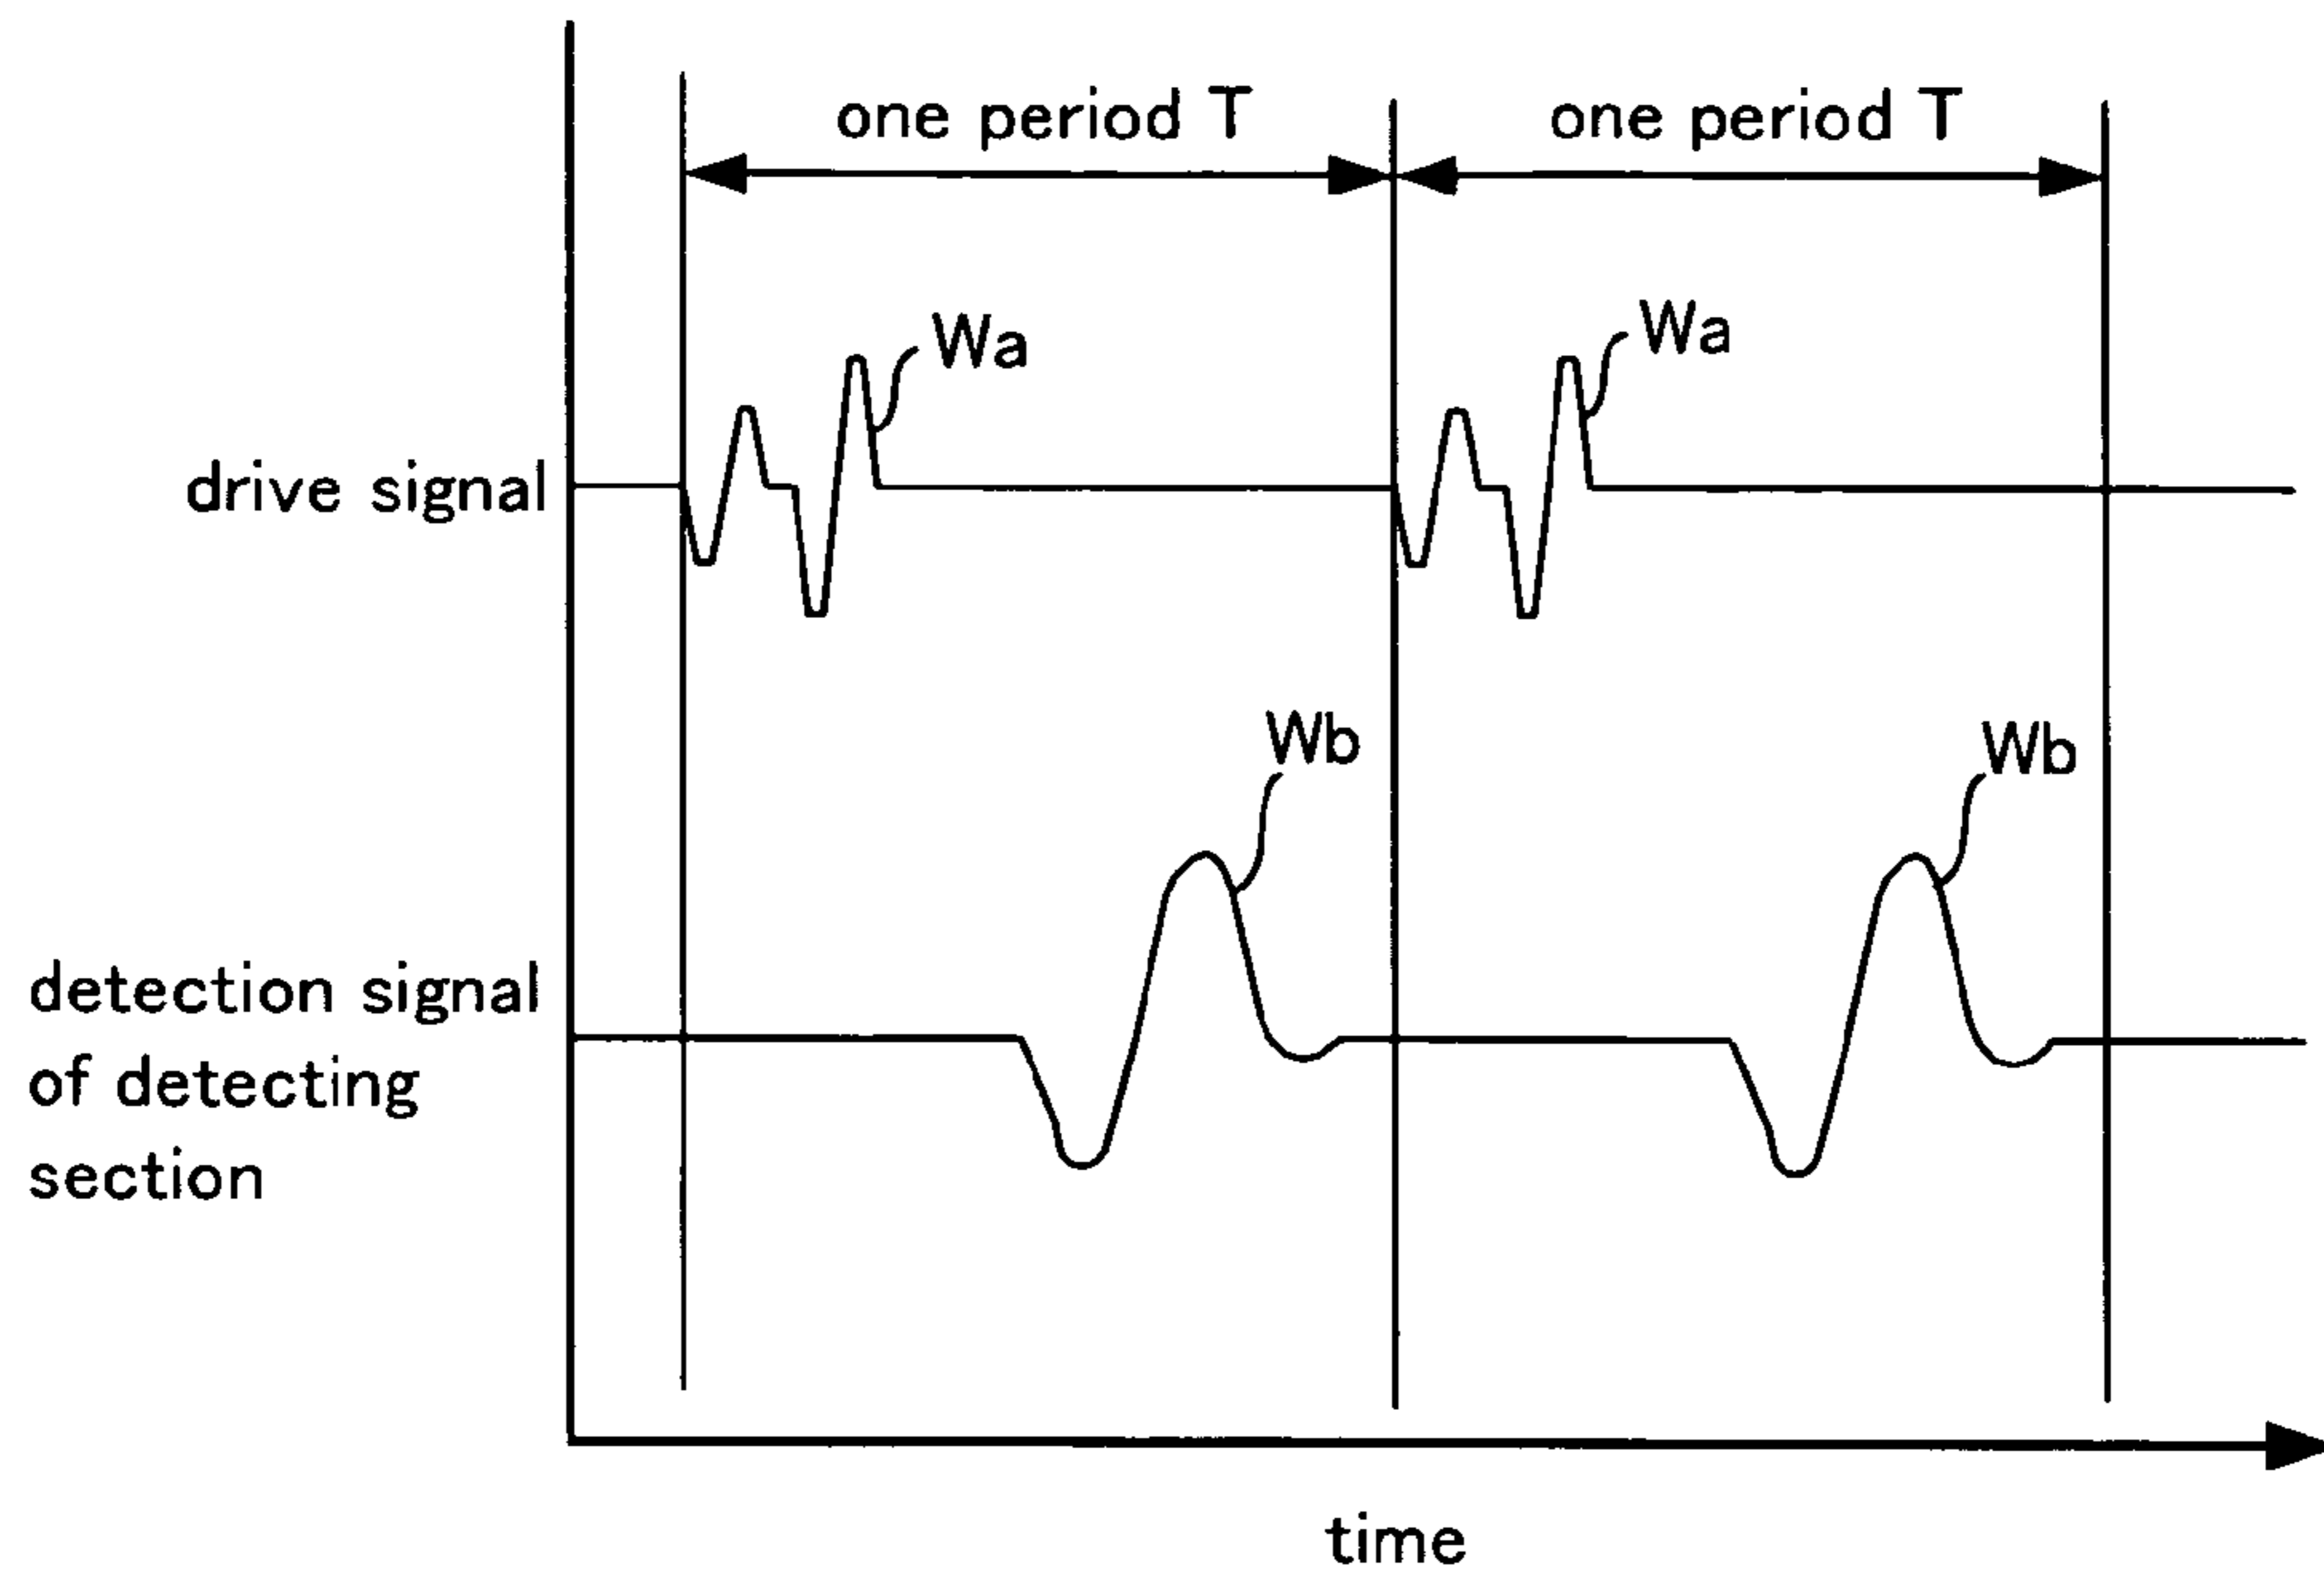 one period T
one period T
Wa
Wa
drive signal
Wb
Wb
detection signal
of detecting
section
time